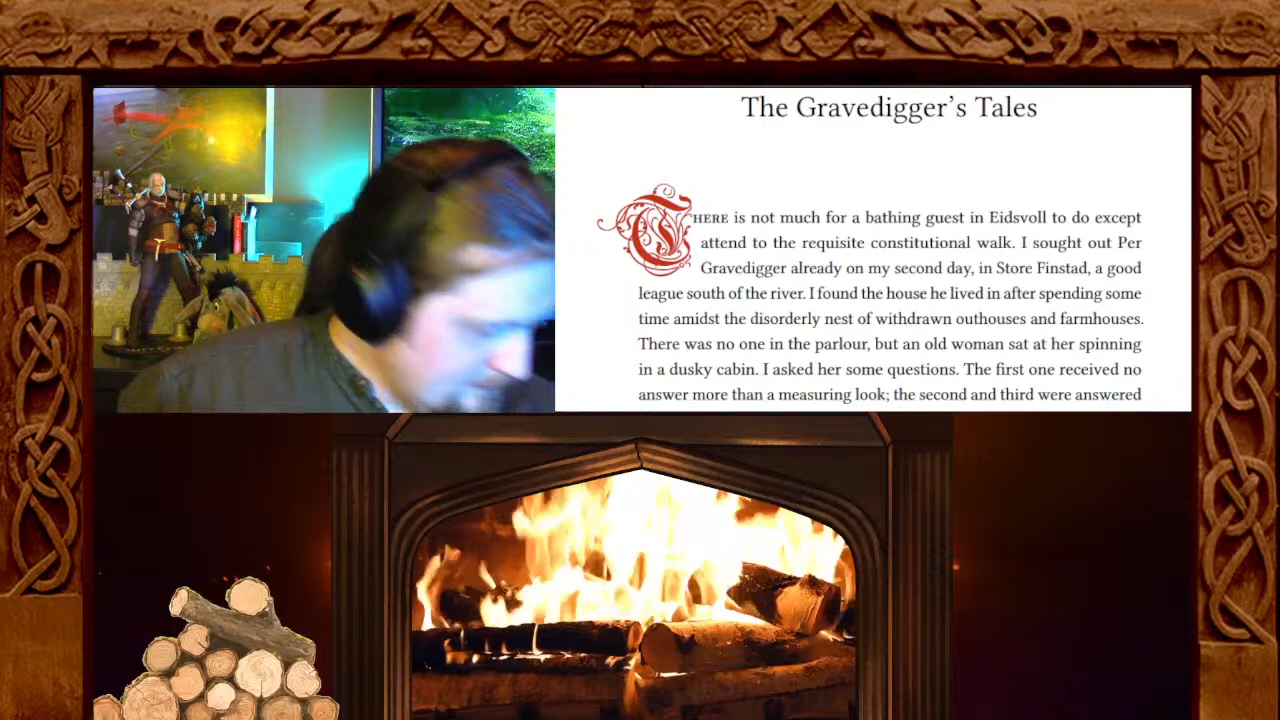 The Gravedigger's Tales
THERE is not much for a bathing guest in Eidsvoll to do except
attend to the requisite constitutional walk. I sought out Per
Gravedigger already on my second day, in Store Finstad, a good
league south of the river. I found the house he lived in after spending some
time amidst the disorderly nest of withdrawn outhouses and farmhouses.
There was no one in the parlour, but an old woman sat at her spinning
in a dusky cabin. I asked her some questions. The first one received no
answer more than a measuring look; the second and third were answered